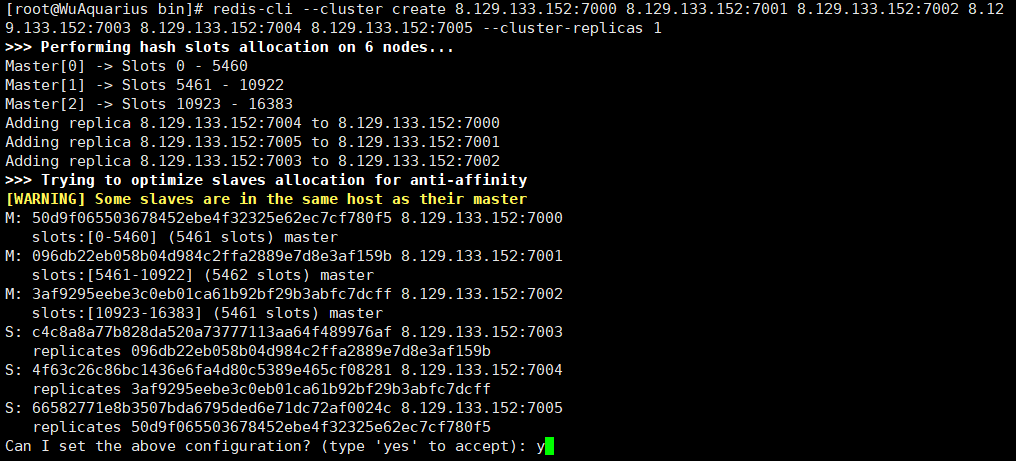 [root@WuAquarius bin]# redis-cli --cluster create 8.129.133.152:7000 8.129.133.152:7001 8.129.133.152:7002 8.12
9.133.152:7003 8.129.133.152:7004 8.129.133.152:7005 --cluster-replicas 1
>>> Performing hash slots allocation on 6 nodes...
Master[0] -> Slots 0 - 5460
Master[1] -> Slots 5461 - 10922
Master[2] -> Slots 10923 - 16383
Adding replica 8.129.133.152:7004 to 8.129.133.152:7000
Adding replica 8.129.133.152:7005 to 8.129.133.152:7001
Adding replica 8.129.133.152:7003 to 8.129.133.152:7002
>>> Trying to optimize slaves allocation for anti-affinity
[WARNING] Some slaves are in the same host as their master
M: 50d9f065503678452ebe4f32325e62ec7cf780f5 8.129.133.152:7000
   slots:[0-5460] (5461 slots) master
M: 096db22eb058b04d984c2ffa2889e7d8e3af159b 8.129.133.152:7001
   slots:[5461-10922] (5462 slots) master
M: 3af9295eebe3c0eb01ca61b92bf29b3abfc7dcff 8.129.133.152:7002
   slots:[10923-16383] (5461 slots) master
S: c4c8a8a77b828da520a73777113aa64f489976af 8.129.133.152:7003
   replicates 096db22eb058b04d984c2ffa2889e7d8e3af159b
S: 4f63c26c86bc1436e6fa4d80c5389e465cf08281 8.129.133.152:7004
   replicates 3af9295eebe3c0eb01ca61b92bf29b3abfc7dcff
S: 66582771e8b3507bda6795ded6e71dc72af0024c 8.129.133.152:7005
   replicates 50d9f065503678452ebe4f32325e62ec7cf780f5
Can I set the above configuration? (type 'yes' to accept): y